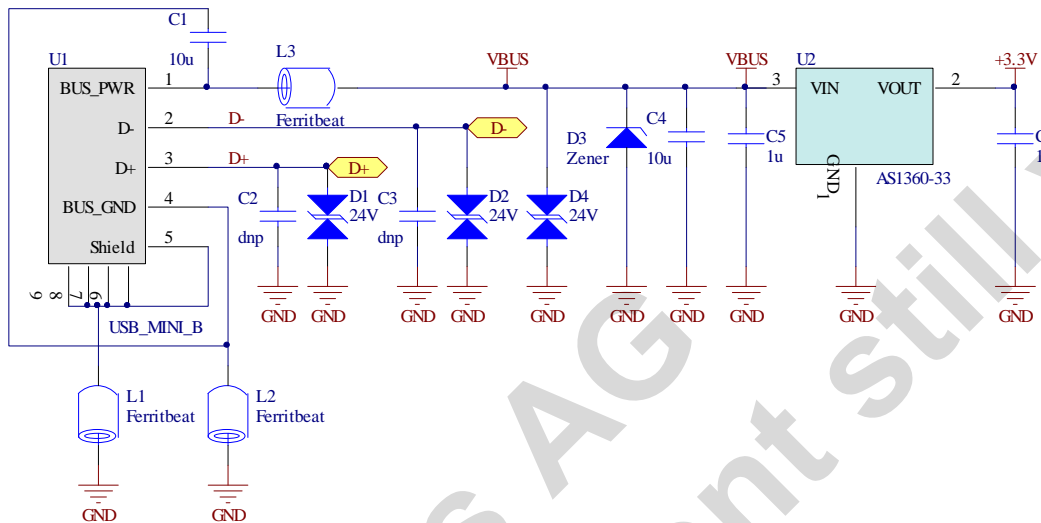 C1
10u
U1
BUS_PWR
D-
D+
BUS_GND
Shield
1
2
3
4
5
9
8
7
6
USB_MINI_B
L3
Ferritbeat
D-
D-
D+
D+
C2
dnp
D1
24V
C3
dnp
D2
24V
D4
24V
VBUS
D3
Zener
C4
10u
VBUS
C5
1u
U2
3
VIN
VOUT
2
GND
1
AS1360-33
+3.3V
GND
GND
GND
GND
GND
GND
GND
GND
GND
GND
L1
Ferritbeat
L2
Ferritbeat
GND
GND
AG
still